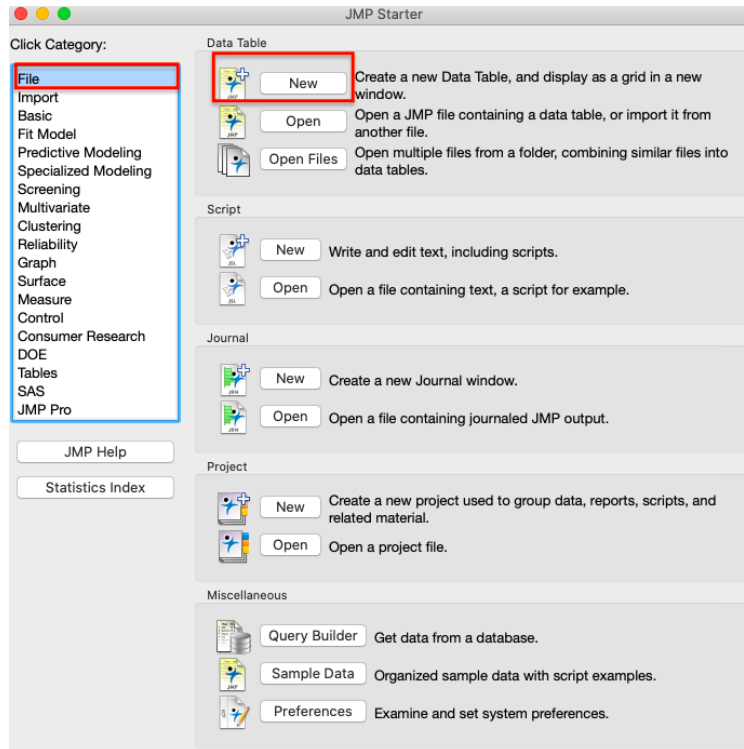 JMP Starter
Click Category:
File
Import
Basic
Fit Model
Predictive Modeling
Specialized Modeling
Screening
Multivariate
Clustering
Reliability
Graph
Surface
Measure
Control
Consumer Research
DOE
Tables
SAS
JMP Pro
JMP Help
Statistics Index
Data Table
JMP
New
Create a new Data Table, and display as a grid in a new
window.
JMP
Open
Open a JMP file containing a data table, or import it from
another file.
Open Files
Open multiple files from a folder, combining similar files into
data tables.
Script
JSL
New
Write and edit text, including scripts.
JSL
Open
Open a file containing text, a script for example.
Journal
JRN
New
Create a new Journal window.
JRN
Open
Open a file containing journaled JMP output.
Project
New
Create a new project used to group data, reports, scripts, and
related material.
Open
Open a project file.
Miscellaneous
Query Builder
Get data from a database.
JMP
Sample Data
Organized sample data with script examples.
Preferences
Examine and set system preferences.